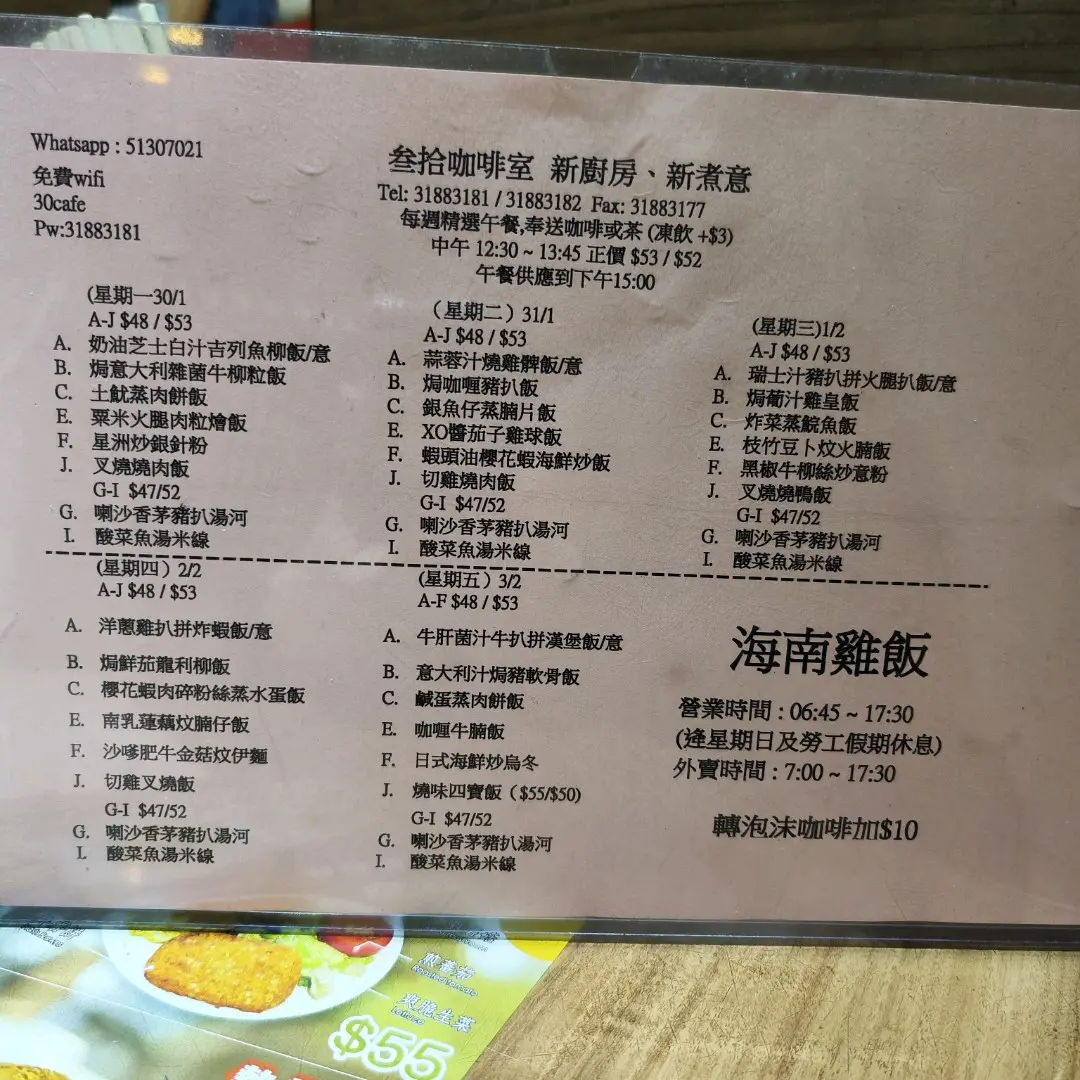 Whatsapp : 51307021
免費wifi
30cafe
Pw:31883181
叁拾咖啡室 新廚房、新煮意
Tel: 31883181 / 31883182 Fax: 31883177
每週精選午餐,奉送咖啡或茶 (凍飲 +$3)
中午 12:30 ~ 13:45 正價 $53 / $52
午餐供應到下午15:00
(星期一30/1
A-J $48 / $53
A. 奶油芝士白汁吉列魚柳飯/意
B. 焗意大利雜菌牛柳粒飯
C. 土魷蒸肉餅飯
E. 粟米火腿肉粒燴飯
F. 星洲炒銀針粉
J. 叉燒燒肉飯
G-I $47/52
G. 喇沙香茅豬扒湯河
I. 酸菜魚湯米線
(星期二）31/1
A-J $48 / $53
A. 蒜蓉汁燒雞髀飯/意
B. 焗咖喱豬扒飯
C. 銀魚仔蒸腩片飯
E. XO醬茄子雞球飯
F. 蝦頭油櫻花蝦海鮮炒飯
J. 切雞燒肉飯
G-I $47/52
G. 喇沙香茅豬扒湯河
I. 酸菜魚湯米線
(星期三)1/2
A-J $48 / $53
A. 瑞士汁豬扒拼火腿扒飯/意
B. 焗葡汁雞皇飯
C. 炸菜蒸鯇魚飯
E. 枝竹豆卜炆火腩飯
F. 黑椒牛柳絲炒意粉
J. 叉燒燒鴨飯
G-I $47/52
G. 喇沙香茅豬扒湯河
I. 酸菜魚湯米線
(星期四）2/2
A-J $48 / $53
A. 洋蔥雞扒拼炸蝦飯/意
B. 焗鮮茄龍利柳飯
C. 櫻花蝦肉碎粉絲蒸水蛋飯
E. 南乳蓮藕炆腩仔飯
F. 沙嗲肥牛金菇炆伊麵
J. 切雞叉燒飯
G-I $47/52
G. 喇沙香茅豬扒湯河
I. 酸菜魚湯米線
(星期五）3/2
A-F $48 / $53
A. 牛肝菌汁牛扒拼漢堡飯/意
B. 意大利汁焗豬軟骨飯
C. 鹹蛋蒸肉餅飯
E. 咖喱牛腩飯
F. 日式海鮮炒烏冬
J. 燒味四寶飯（$55/$50)
G-I $47/52
G. 喇沙香茅豬扒湯河
I. 酸菜魚湯米線
海南雞飯
營業時間 : 06:45 ~ 17:30
(逄星期日及勞工假期休息)
外賣時間 : 7:00 ~ 17:30
轉泡沫咖啡加$10
煎蕃茄
爽脆生菜
Lettuce
$55